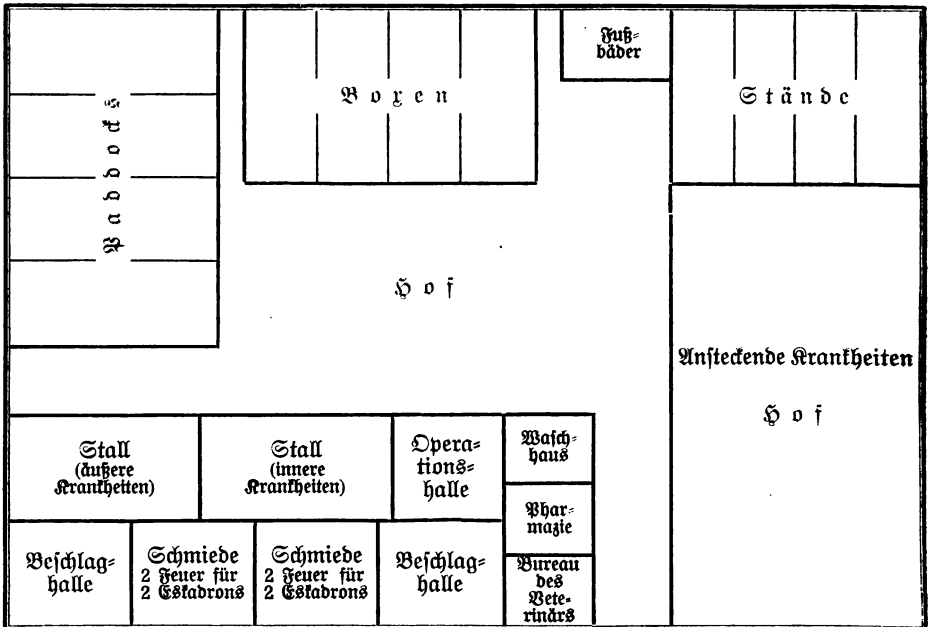 Fuß=
bäder
Boxen
Stände
Paddocks
Hof
Ansteckende Krankheiten
Hof
Stall
(äußere
Krankheiten)
Stall
(innere
Krankheiten)
Opera=
tions=
halle
Wasch=
haus
Phar=
mazie
Beschlag=
halle
Schmiede
2 Feuer für
2 Eskadrons
Schmiede
2 Feuer für
2 Eskadrons
Beschlag=
halle
Bureau
des
Vete=
rinärs